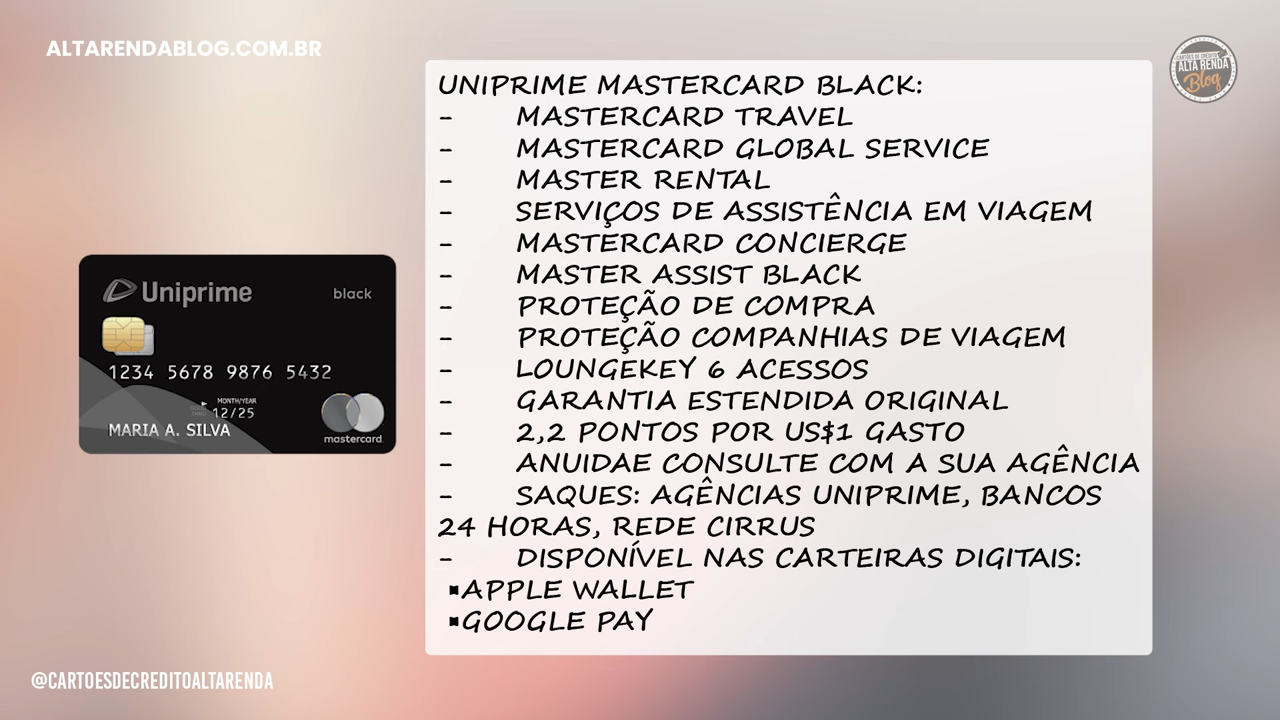 ALTARENDABLOG.COM.BR
CARTÕES DE CRÉDITO
ALTA RENDA
Blog
UNIPRIME MASTERCARD BLACK:
- MASTERCARD TRAVEL
- MASTERCARD GLOBAL SERVICE
- MASTER RENTAL
- SERVIÇOS DE ASSISTÊNCIA EM VIAGEM
- MASTERCARD CONCIERGE
- MASTER ASSIST BLACK
- PROTEÇÃO DE COMPRA
- PROTEÇÃO COMPANHIAS DE VIAGEM
- LOUNGEKEY 6 ACESSOS
- GARANTIA ESTENDIDA ORIGINAL
- 2,2 PONTOS POR US$1 GASTO
- ANUIDAE CONSULTE COM A SUA AGÊNCIA
- SAQUES: AGÊNCIAS UNIPRIME, BANCOS
24 HORAS, REDE CIRRUS
- DISPONÍVEL NAS CARTEIRAS DIGITAIS:
▪APPLE WALLET
▪GOOGLE PAY
Uniprime black
1234 5678 9876 5432
MONTH/YEAR
12/25
MARIA A. SILVA
mastercard
@CARTOESDECREDITOALTARENDA